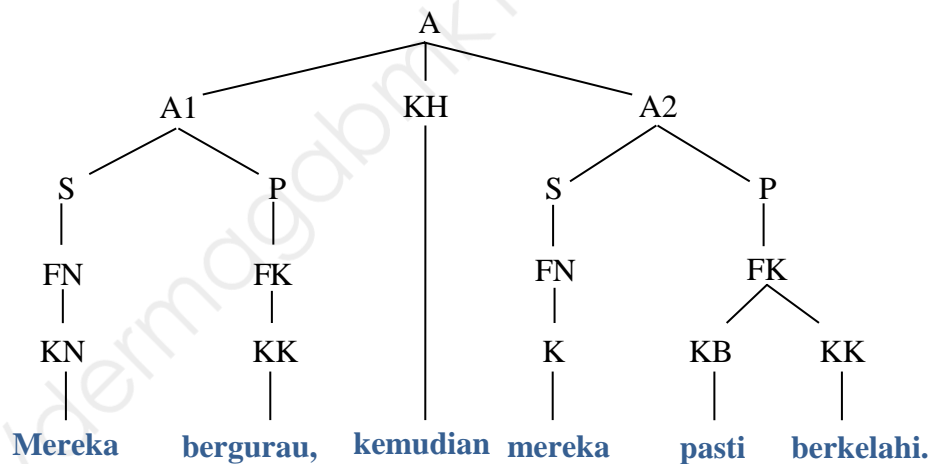 A
A1 KH A2
S P S P
FN FK FN FK
KN KK K KB KK
Mereka bergurau, kemudian mereka pasti berkelahi.